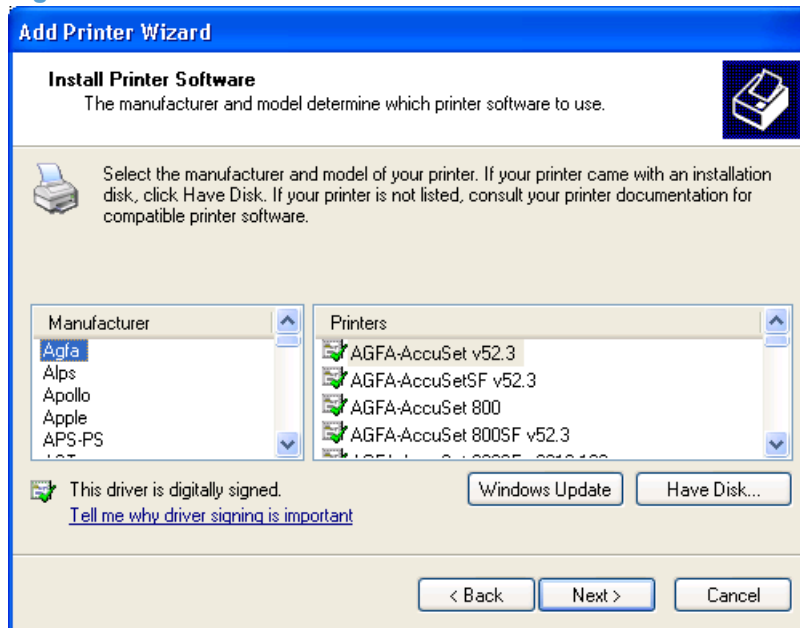 Add Printer Wizard
Install Printer Software
The manufacturer and model determine which printer software to use.
Select the manufacturer and model of your printer. If your printer came with an installation
disk, click Have Disk. If your printer is not listed, consult your printer documentation for
compatible printer software.
Manufacturer
Agfa
Alps
Apollo
Apple
APS-PS
Printers
AGFA-AccuSet v52.3
AGFA-AccuSetSF v52.3
AGFA-AccuSet 800
AGFA-AccuSet 800SF v52.3
This driver is digitally signed.
Tell me why driver signing is important
Windows Update
Have Disk...
< Back
Next >
Cancel